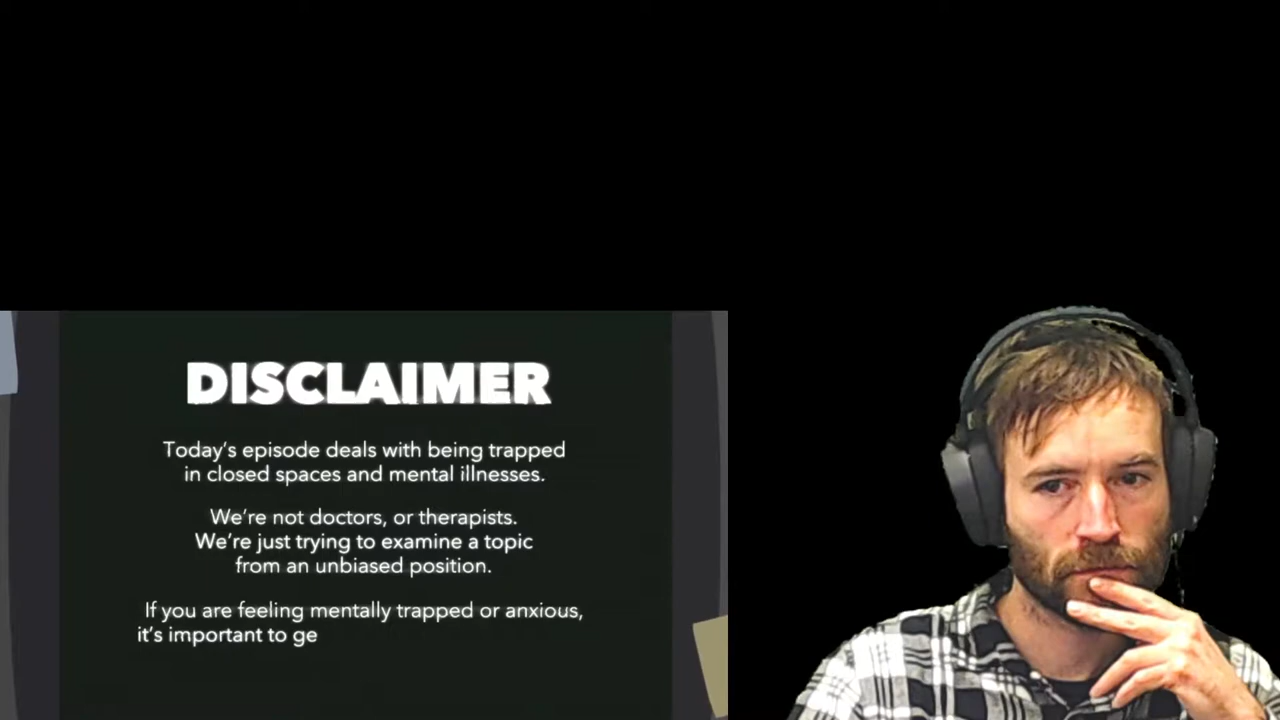 DISCLAIMER
Today's episode deals with being trapped
in closed spaces and mental illnesses.
We're not doctors, or therapists.
We're just trying to examine a topic
from an unbiased position.
If you are feeling mentally trapped or anxious,
it's important to ge